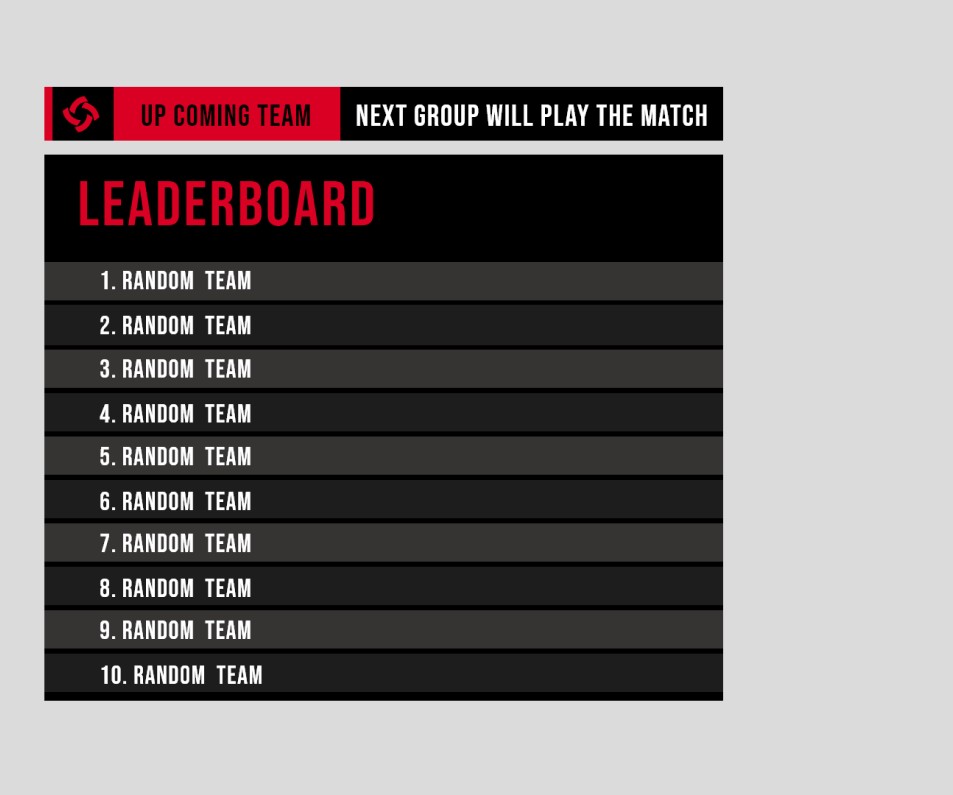 UP COMING TEAM NEXT GROUP WILL PLAY THE MATCH
LEADERBOARD
1. RANDOM TEAM
2. RANDOM TEAM
3. RANDOM TEAM
4. RANDOM TEAM
5. RANDOM TEAM
6. RANDOM TEAM
7. RANDOM TEAM
8. RANDOM TEAM
9. RANDOM TEAM
10. RANDOM TEAM